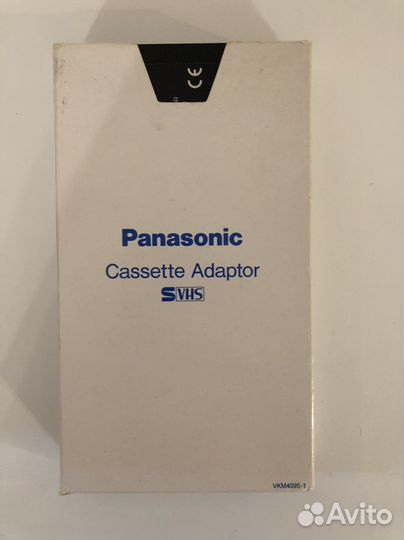 CE
Panasonic
Cassette Adaptor
S VHS
VKM4095-1
Avito